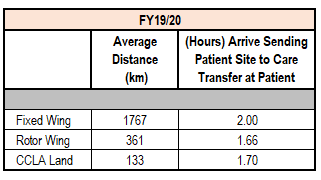 FY19/20
Average Distance (km) (Hours) Arrive Sending Patient Site to Care Transfer at Patient
Fixed Wing 1767 2.00
Rotor Wing 361 1.66
CCLA Land 133 1.70